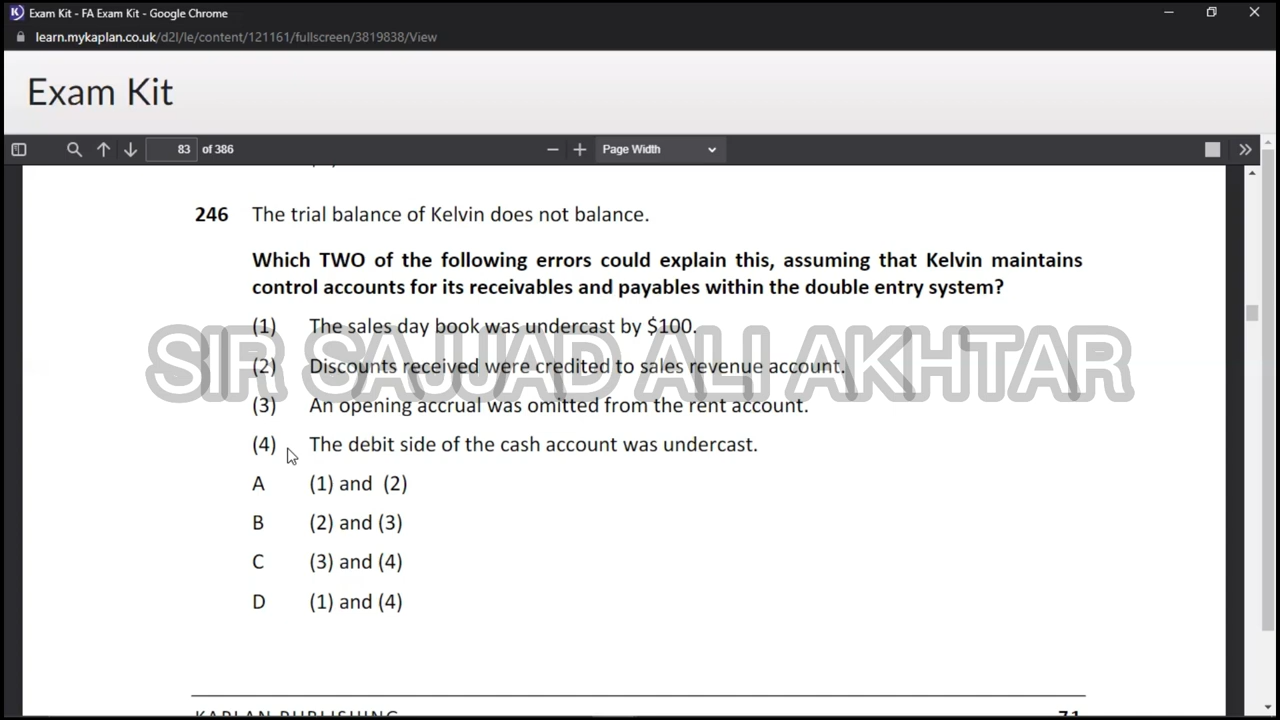 Exam Kit - FA Exam Kit - Google Chrome
learn.mykaplan.co.uk/d2l/le/content/121161/fullscreen/3819838/View
Exam Kit
83 of 386 Page Width
246 The trial balance of Kelvin does not balance.
Which TWO of the following errors could explain this, assuming that Kelvin maintains
control accounts for its receivables and payables within the double entry system?
(1) The sales day book was undercast by $100.
SIR SAJJAD ALI AKHTAR
(2) Discounts received were credited to sales revenue account.
(3) An opening accrual was omitted from the rent account.
(4) The debit side of the cash account was undercast.
A (1) and (2)
B (2) and (3)
C (3) and (4)
D (1) and (4)
KAPLAN PUBLISHING 71